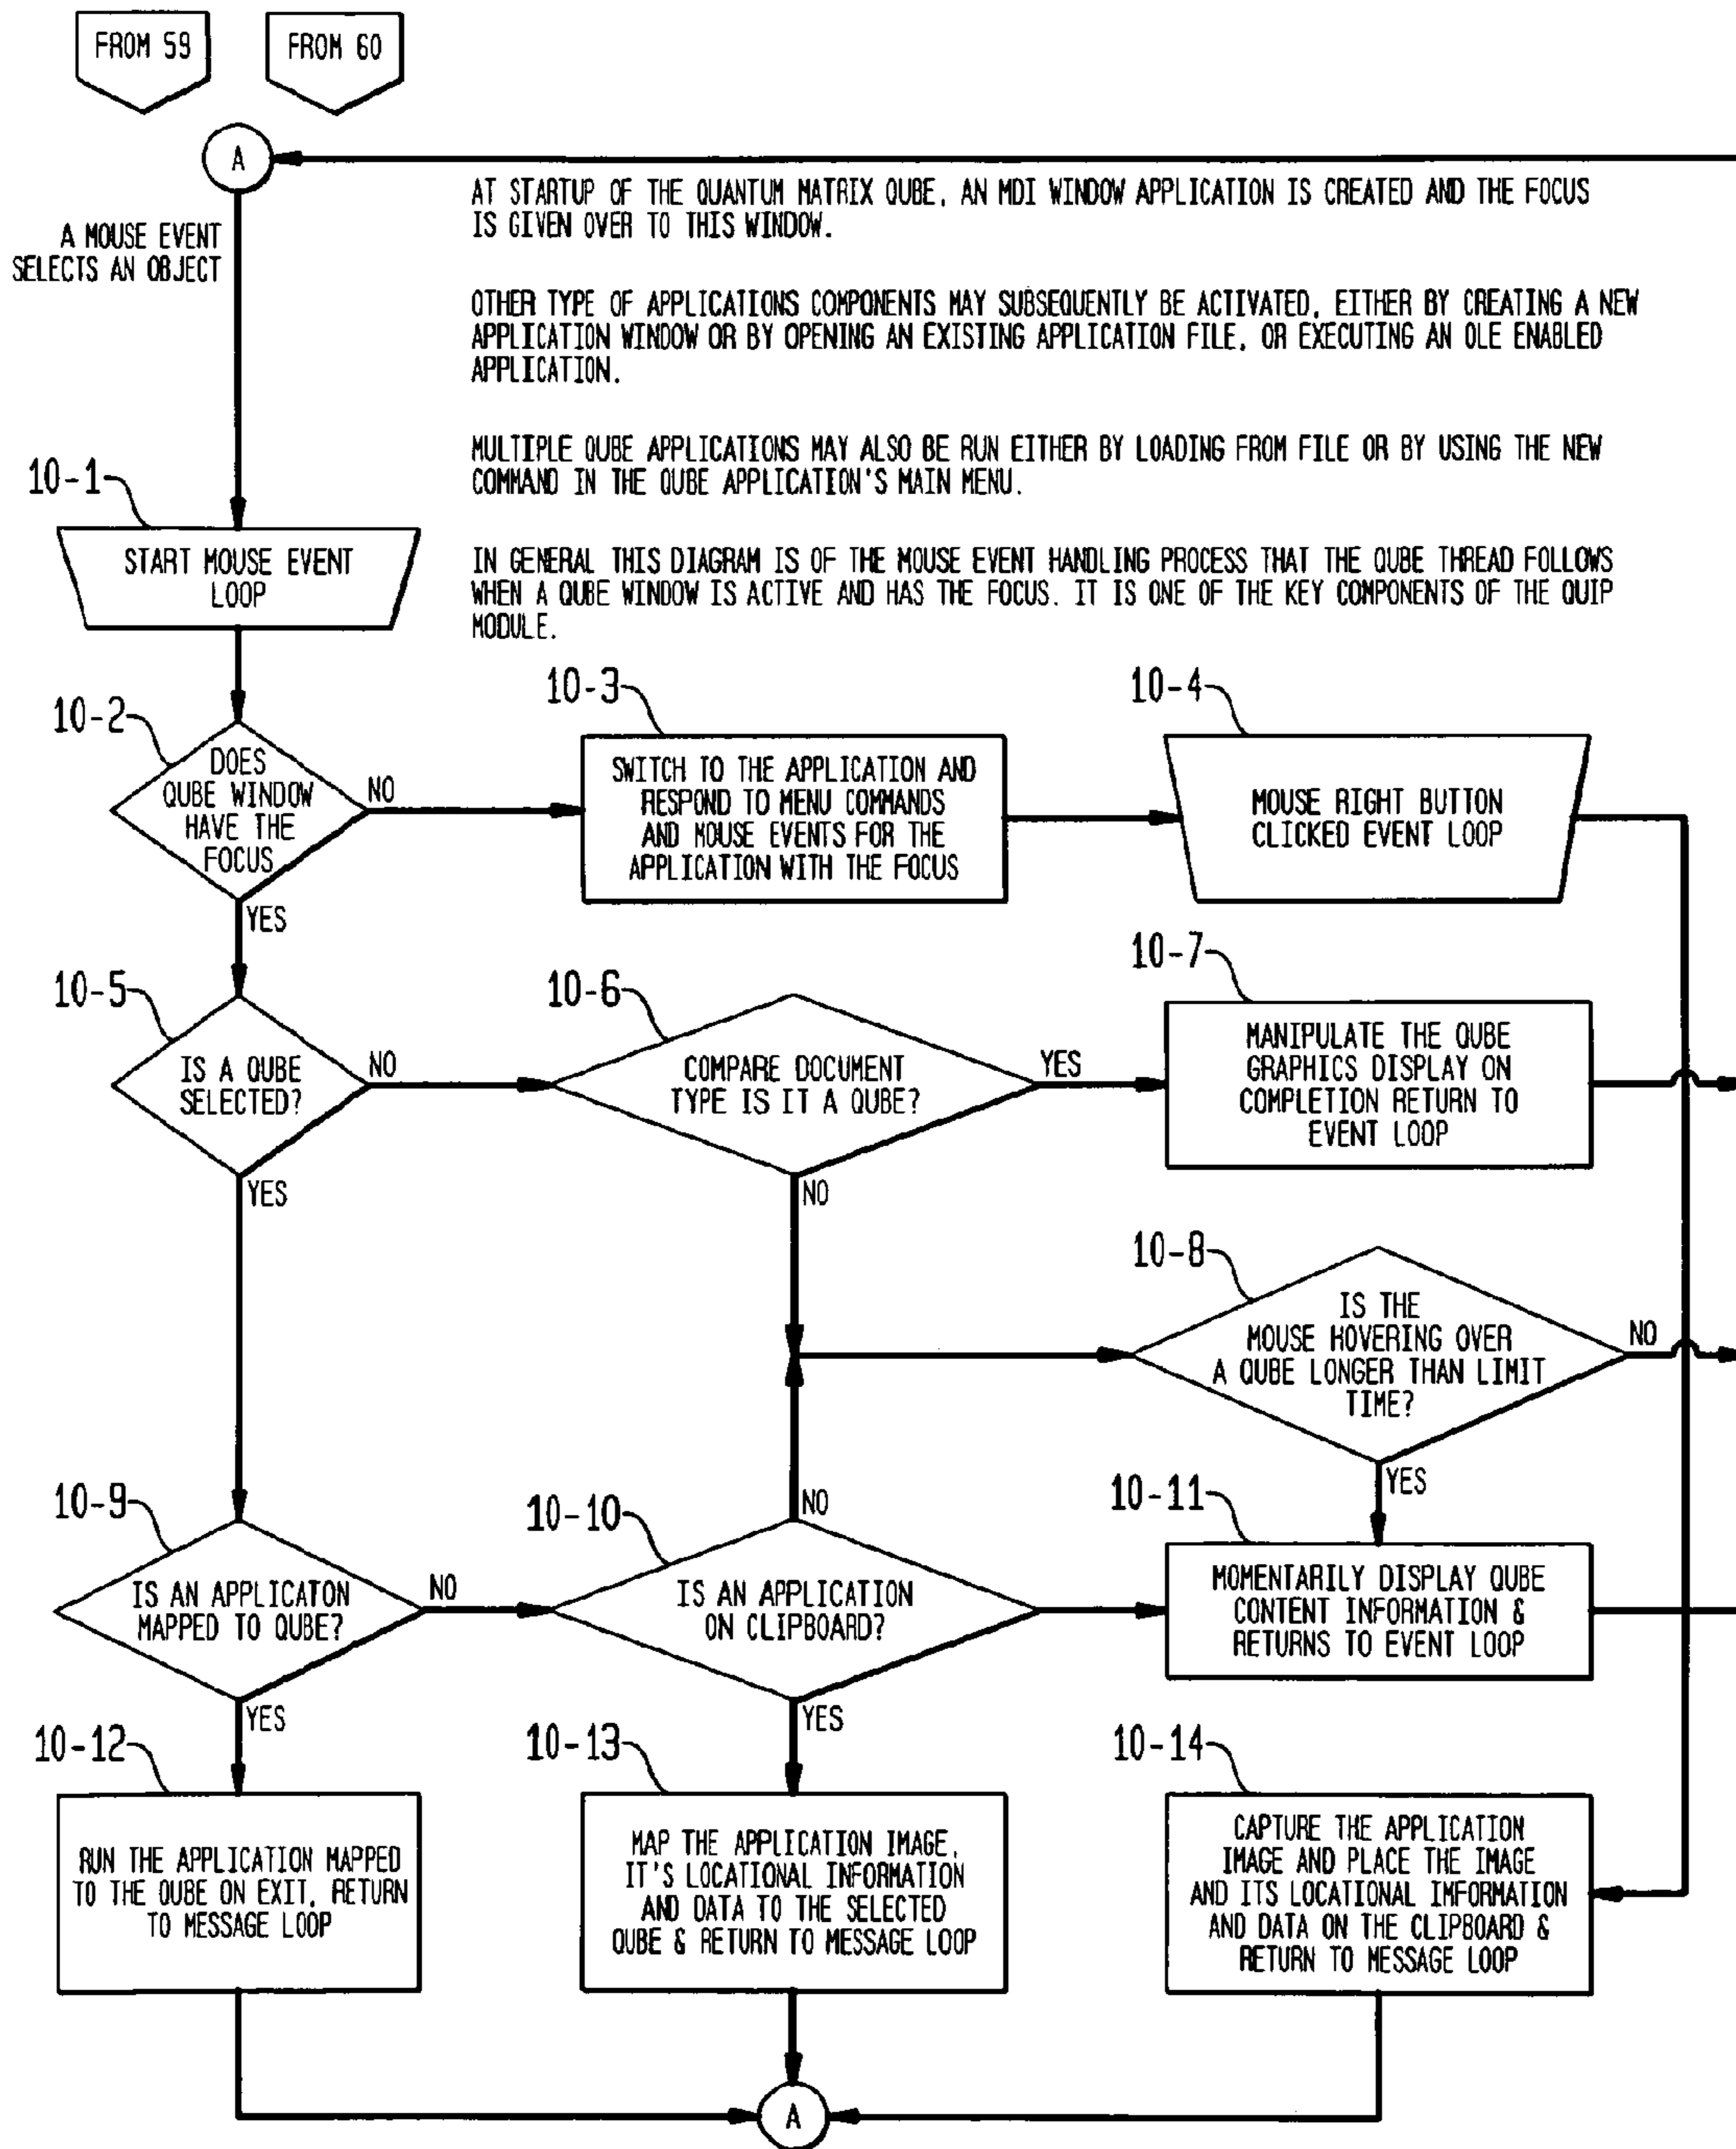 FROM 59
FROM 60
A
A MOUSE EVENT
SELECTS AN OBJECT
AT STARTUP OF THE QUANTUM MATRIX QUBE, AN MDI WINDOW APPLICATION IS CREATED AND THE FOCUS
IS GIVEN OVER TO THIS WINDOW.
OTHER TYPE OF APPLICATIONS COMPONENTS MAY SUBSEQUENTLY BE ACTIVATED, EITHER BY CREATING A NEW
APPLICATION WINDOW OR BY OPENING AN EXISTING APPLICATION FILE, OR EXECUTING AN OLE ENABLED
APPLICATION.
MULTIPLE QUBE APPLICATIONS MAY ALSO BE RUN EITHER BY LOADING FROM FILE OR BY USING THE NEW
COMMAND IN THE QUBE APPLICATION'S MAIN MENU.
IN GENERAL THIS DIAGRAM IS OF THE MOUSE EVENT HANDLING PROCESS THAT THE QUBE THREAD FOLLOWS
WHEN A QUBE WINDOW IS ACTIVE AND HAS THE FOCUS. IT IS ONE OF THE KEY COMPONENTS OF THE QUIP
MODULE.
10-1
START MOUSE EVENT
LOOP
10-2
DOES
QUBE WINDOW
HAVE THE
FOCUS
NO
YES
10-3
SWITCH TO THE APPLICATION AND
RESPOND TO MENU COMMANDS
AND MOUSE EVENTS FOR THE
APPLICATION WITH THE FOCUS
10-4
MOUSE RIGHT BUTTON
CLICKED EVENT LOOP
10-5
IS A QUBE
SELECTED?
NO
YES
10-6
COMPARE DOCUMENT
TYPE IS IT A QUBE?
YES
NO
10-7
MANIPULATE THE QUBE
GRAPHICS DISPLAY ON
COMPLETION RETURN TO
EVENT LOOP
10-8
IS THE
MOUSE HOVERING OVER
A QUBE LONGER THAN LIMIT
TIME?
NO
YES
10-9
IS AN APPLICATON
MAPPED TO QUBE?
NO
YES
10-10
NO
IS AN APPLICATION
ON CLIPBOARD?
YES
10-11
MOMENTARILY DISPLAY QUBE
CONTENT INFORMATION &
RETURNS TO EVENT LOOP
10-12
RUN THE APPLICATION MAPPED
TO THE QUBE ON EXIT, RETURN
TO MESSAGE LOOP
10-13
MAP THE APPLICATION IMAGE,
IT'S LOCATIONAL INFORMATION
AND DATA TO THE SELECTED
QUBE & RETURN TO MESSAGE LOOP
10-14
CAPTURE THE APPLICATION
IMAGE AND PLACE THE IMAGE
AND ITS LOCATIONAL IMFORMATION
AND DATA ON THE CLIPBOARD &
RETURN TO MESSAGE LOOP
A